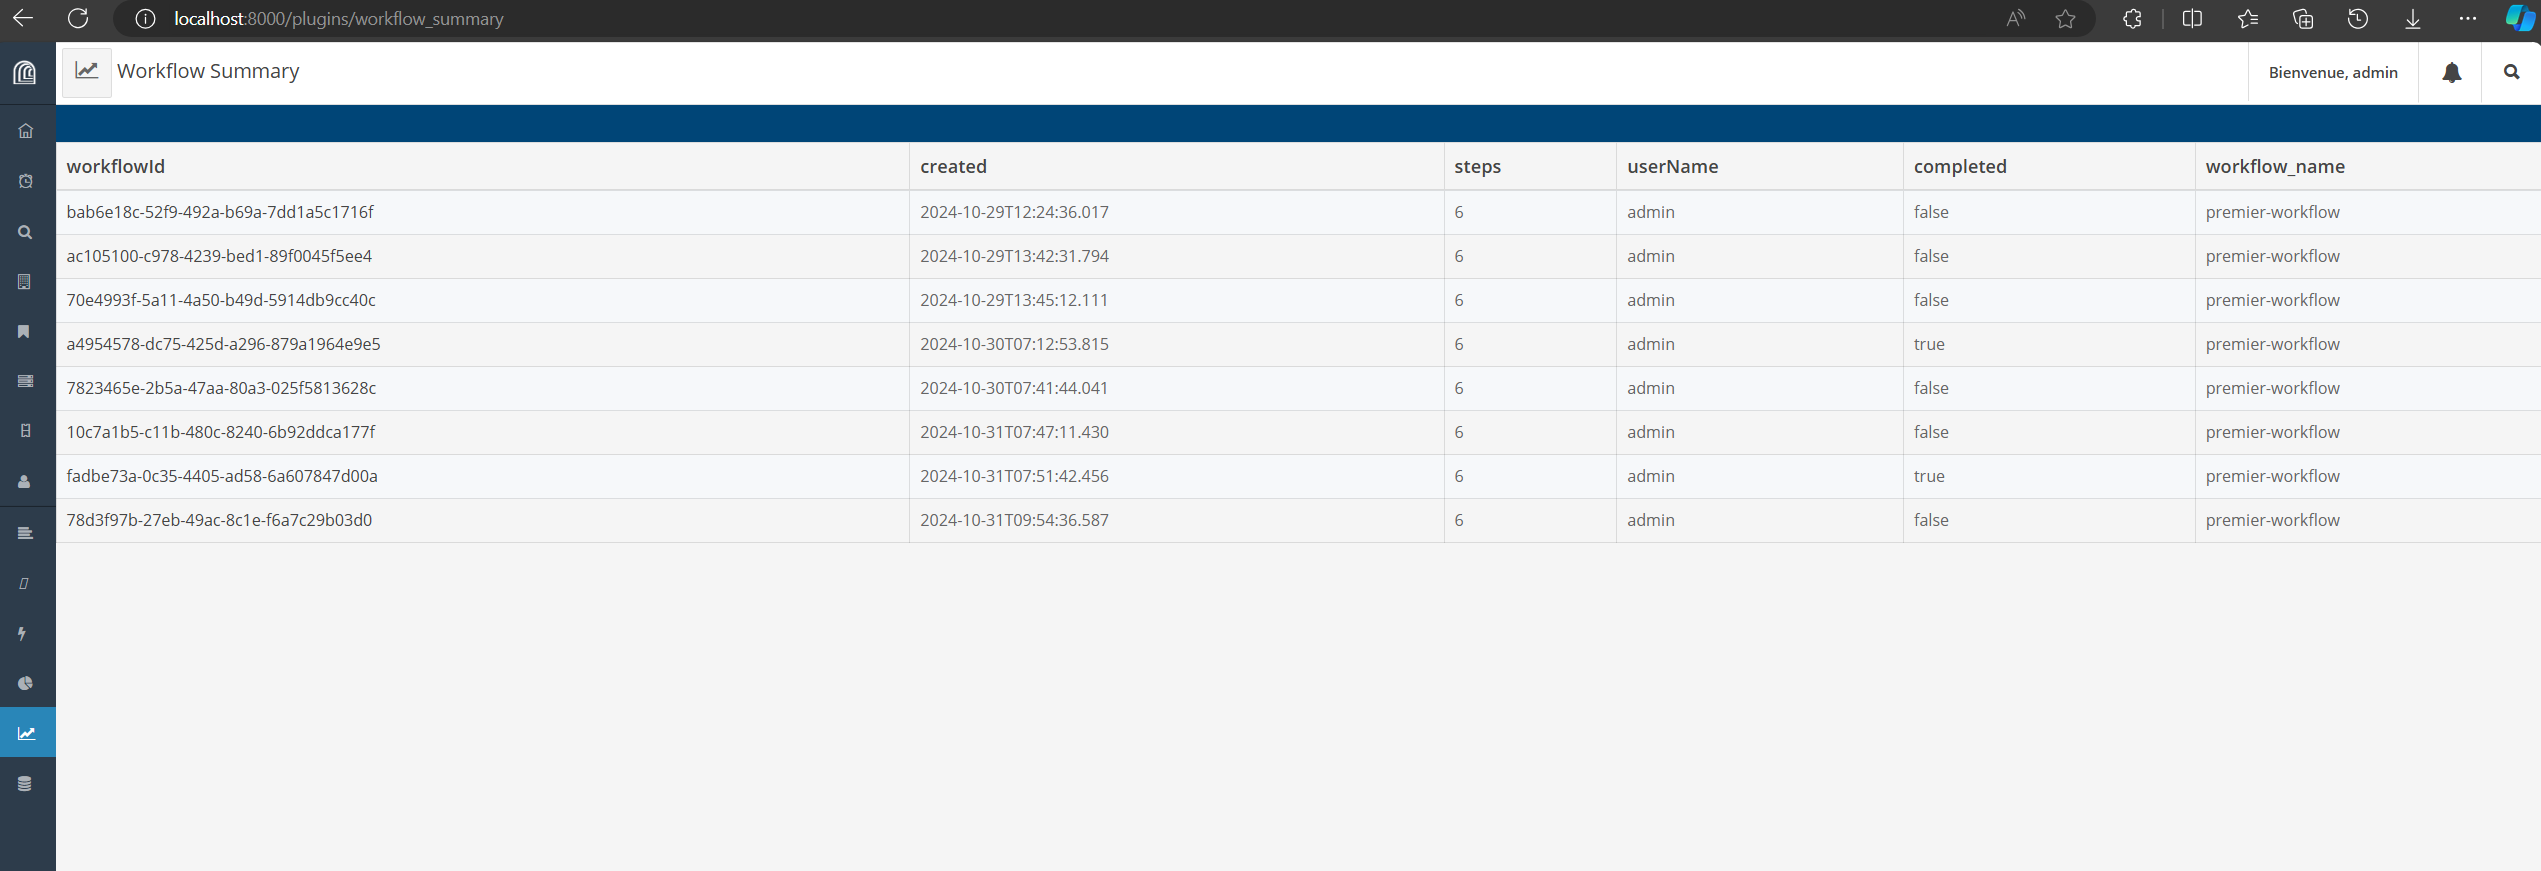 localhost:8000/plugins/workflow_summary
Workflow Summary
Bienvenue, admin
workflowId created steps userName completed workflow_name
bab6e18c-52f9-492a-b69a-7dd1a5c1716f 2024-10-29T12:24:36.017 6 admin false premier-workflow
ac105100-c978-4239-bed1-89f0045f5ee4 2024-10-29T13:42:31.794 6 admin false premier-workflow
70e4993f-5a11-4a50-b49d-5914db9cc40c 2024-10-29T13:45:12.111 6 admin false premier-workflow
a4954578-dc75-425d-a296-879a1964e9e5 2024-10-30T07:12:53.815 6 admin true premier-workflow
7823465e-2b5a-47aa-80a3-025f5813628c 2024-10-30T07:41:44.041 6 admin false premier-workflow
10c7a1b5-c11b-480c-8240-6b92ddca177f 2024-10-31T07:47:11.430 6 admin false premier-workflow
fadbe73a-0c35-4405-ad58-6a607847d00a 2024-10-31T07:51:42.456 6 admin true premier-workflow
78d3f97b-27eb-49ac-8c1e-f6a7c29b03d0 2024-10-31T09:54:36.587 6 admin false premier-workflow